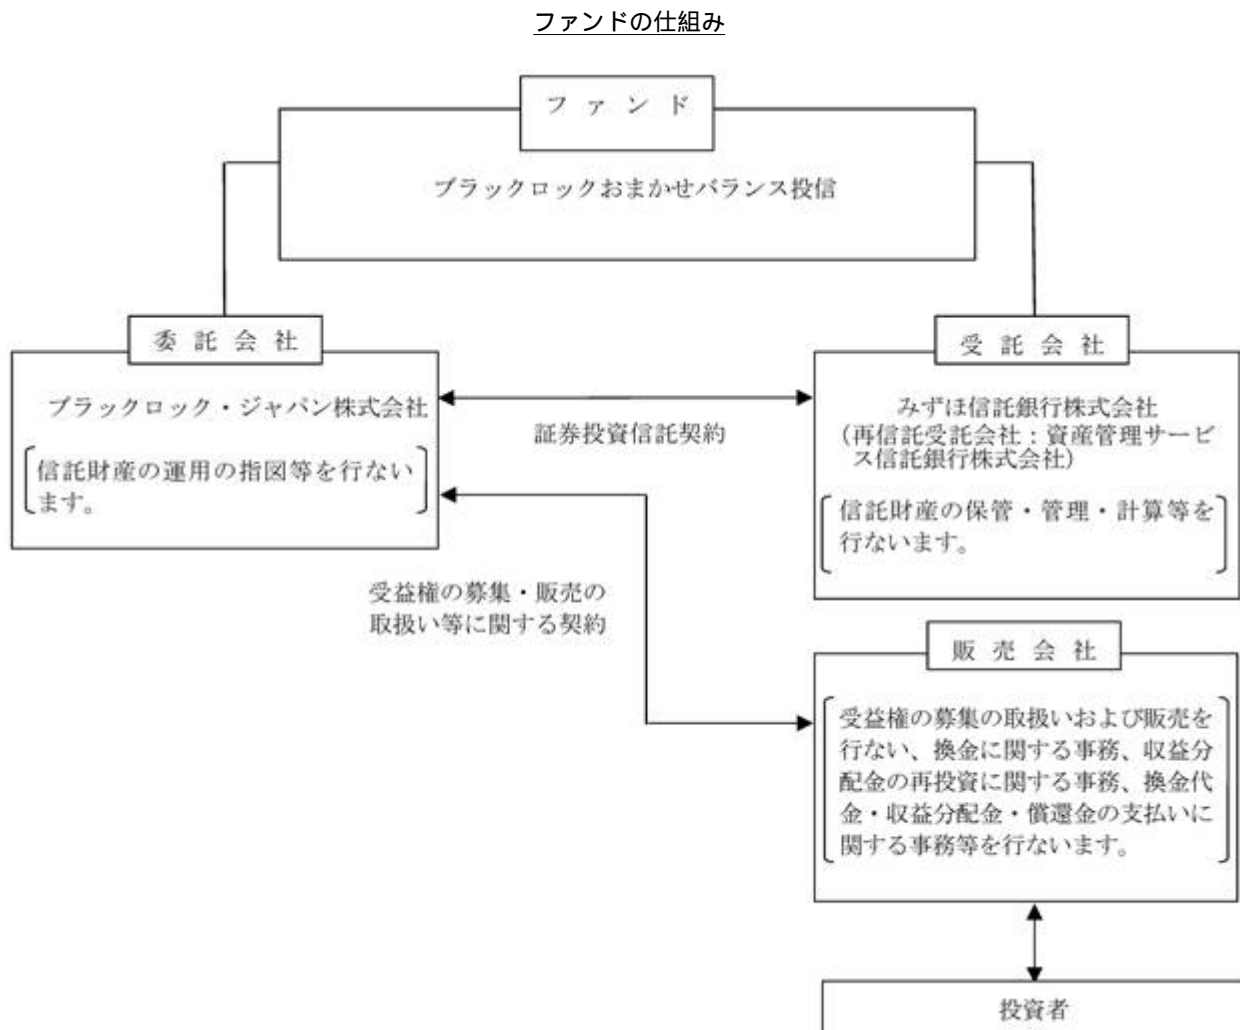 ファンドの仕組み
ファンド
ブラックロックおまかせバランス投信
委託会社
ブラックロック・ジャパン株式会社
信託財産の運用の指図等を行ない
ます。
証券投資信託契約
受託会社
みずほ信託銀行株式会社
(再信託受託会社：資産管理サービ
ス信託銀行株式会社)
信託財産の保管・管理・計算等を
行ないます。
受益権の募集・販売の
取扱い等に関する契約
販売会社
受益権の募集の取扱いおよび販売を
行ない、換金に関する事務、収益分
配金の再投資に関する事務、換金代
金・収益分配金・償還金の支払いに
関する事務等を行ないます。
投資者